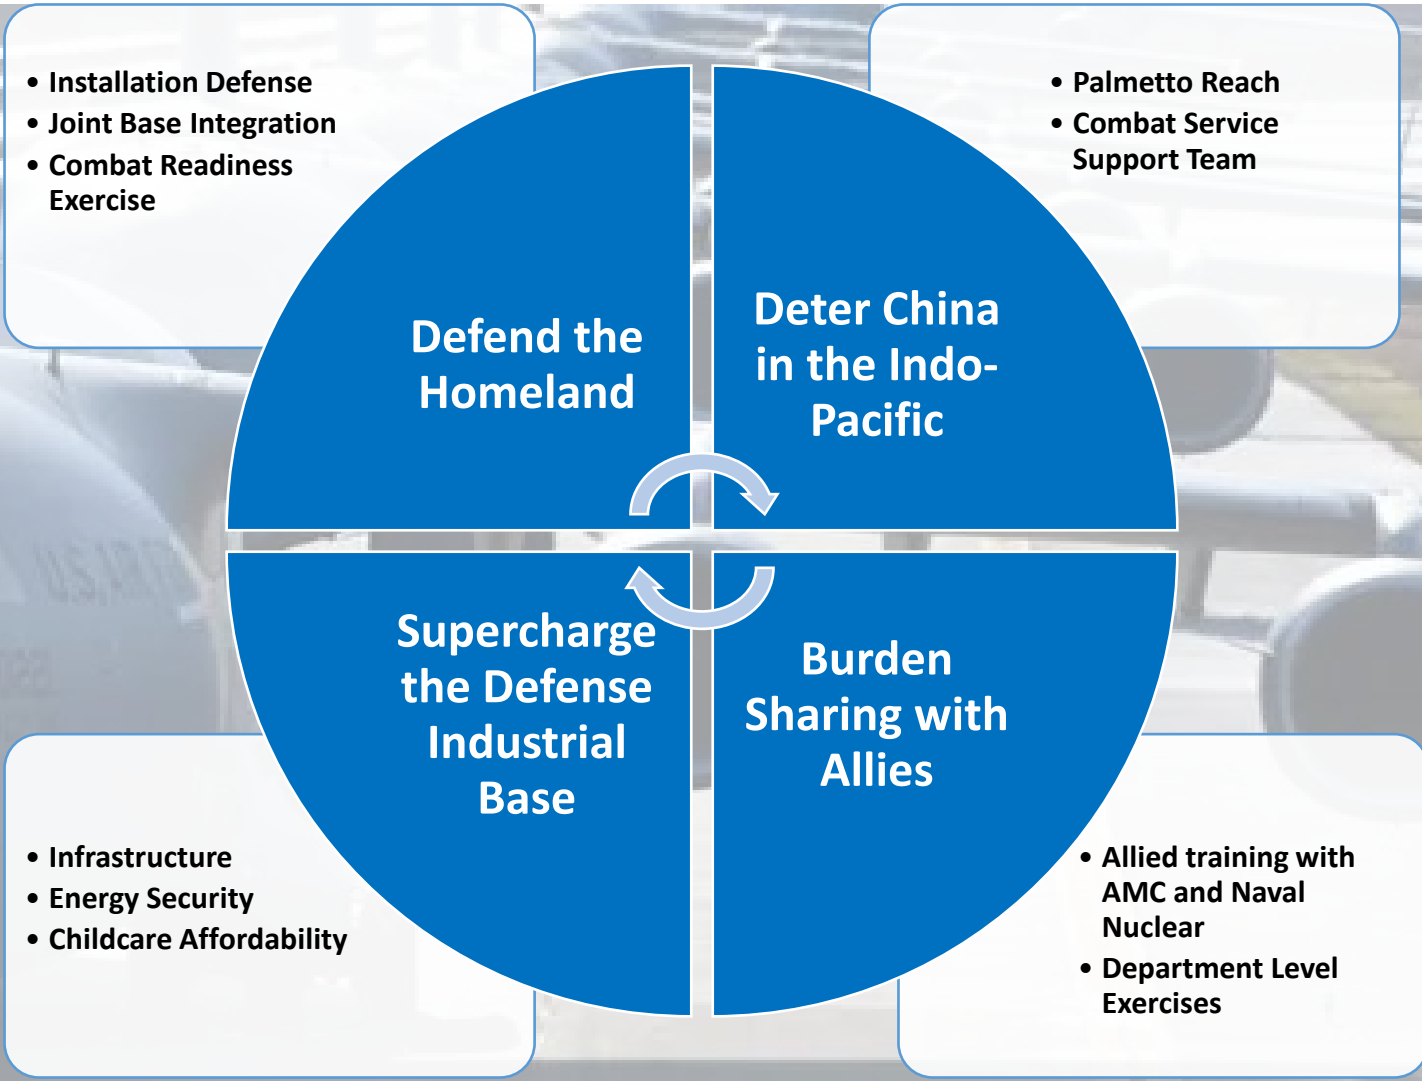 • Installation Defense
• Joint Base Integration
• Combat Readiness
Exercise
• Palmetto Reach
• Combat Service
Support Team
Defend the
Homeland
Deter China
in the Indo-
Pacific
Supercharge
the Defense
Industrial
Base
Burden
Sharing with
Allies
• Infrastructure
• Energy Security
• Childcare Affordability
• Allied training with
AMC and Naval
Nuclear
• Department Level
Exercises